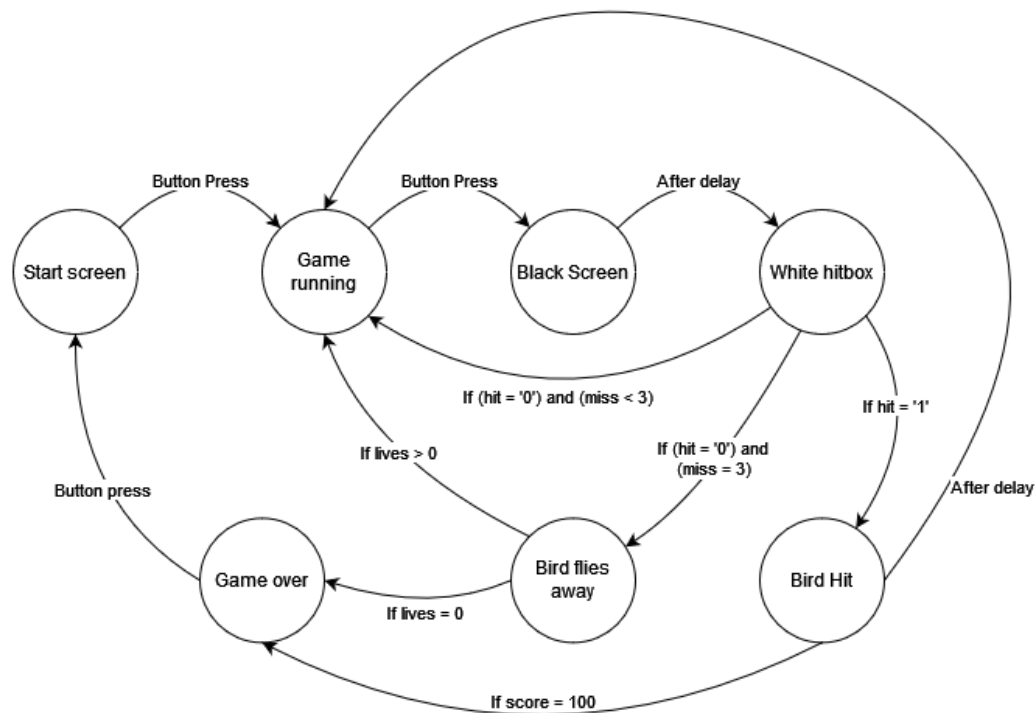 Button Press
Button Press
After delay
Start screen
Game
running
Black Screen
White hitbox
If (hit = '0') and (miss < 3)
If hit = '1'
If lives > 0
If (hit = '0') and
(miss = 3)
Button press
After delay
Game over
Bird flies
away
Bird Hit
If lives = 0
If score = 100